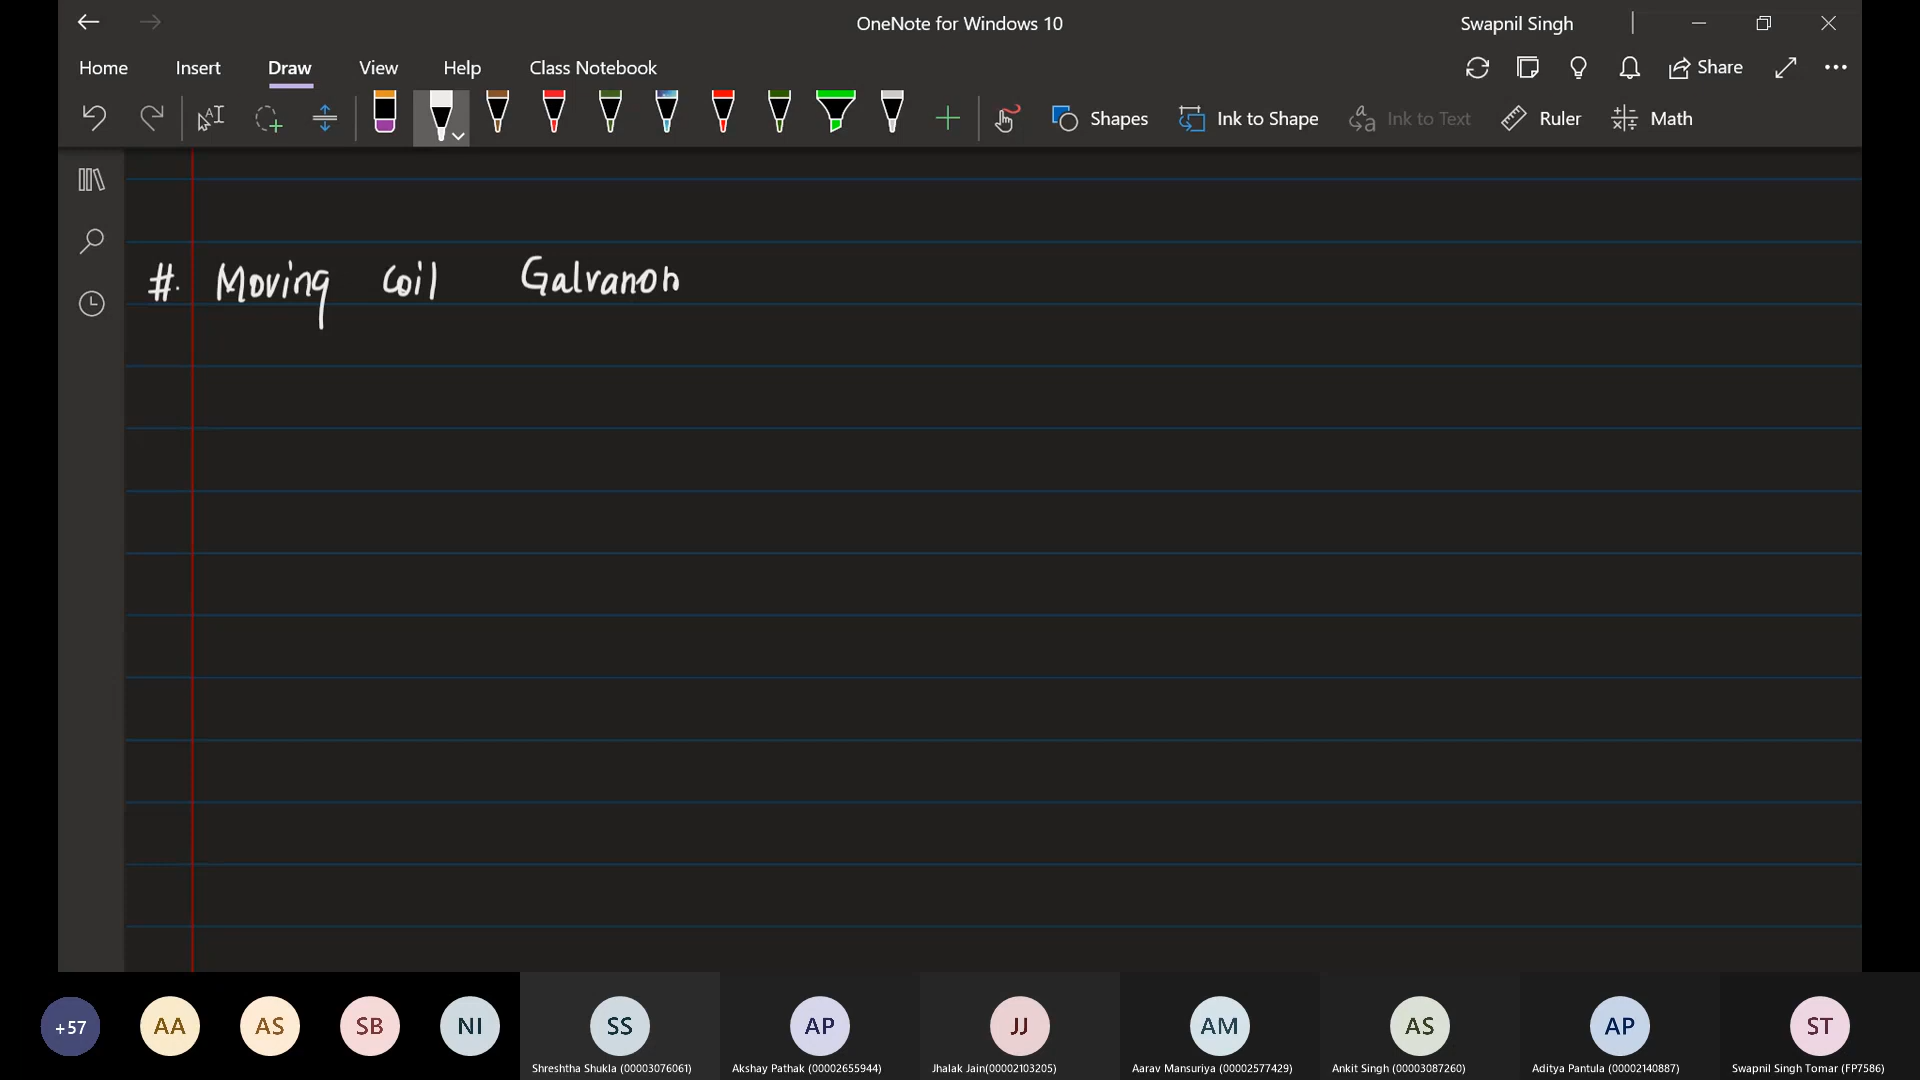 OneNote for Windows 10
Swapnil Singh
Home Insert Draw View Help Class Notebook
Share
Shapes Ink to Shape Ink to Text Ruler Math
#. Moving Coil Galvanon
+57 AA AS SB NI SS AP JJ AM AS AP ST
Shreshtha Shukla (00003076061) Akshay Pathak (00002655944) Jhalak Jain(00002103205) Aarav Mansuriya (00002577429) Ankit Singh (00003087260) Aditya Pantula (00002140887) Swapnil Singh Tomar (FP7586)